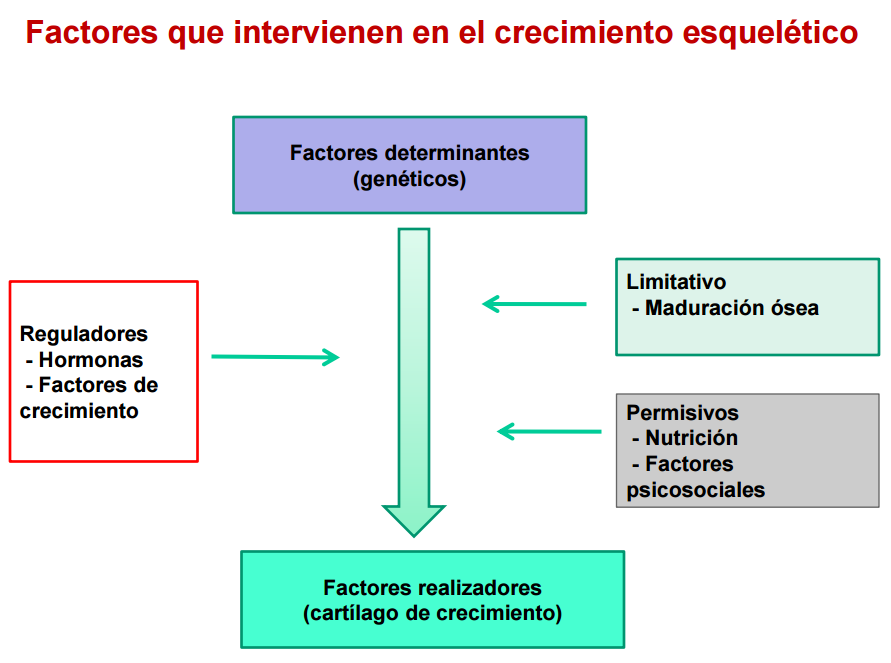 Factores que intervienen en el crecimiento esquelético
Factores determinantes
(genéticos)
Limitativo
- Maduración ósea
Reguladores
- Hormonas
- Factores de
crecimiento
Permisivos
- Nutrición
- Factores
psicosociales
Factores realizadores
(cartílago de crecimiento)